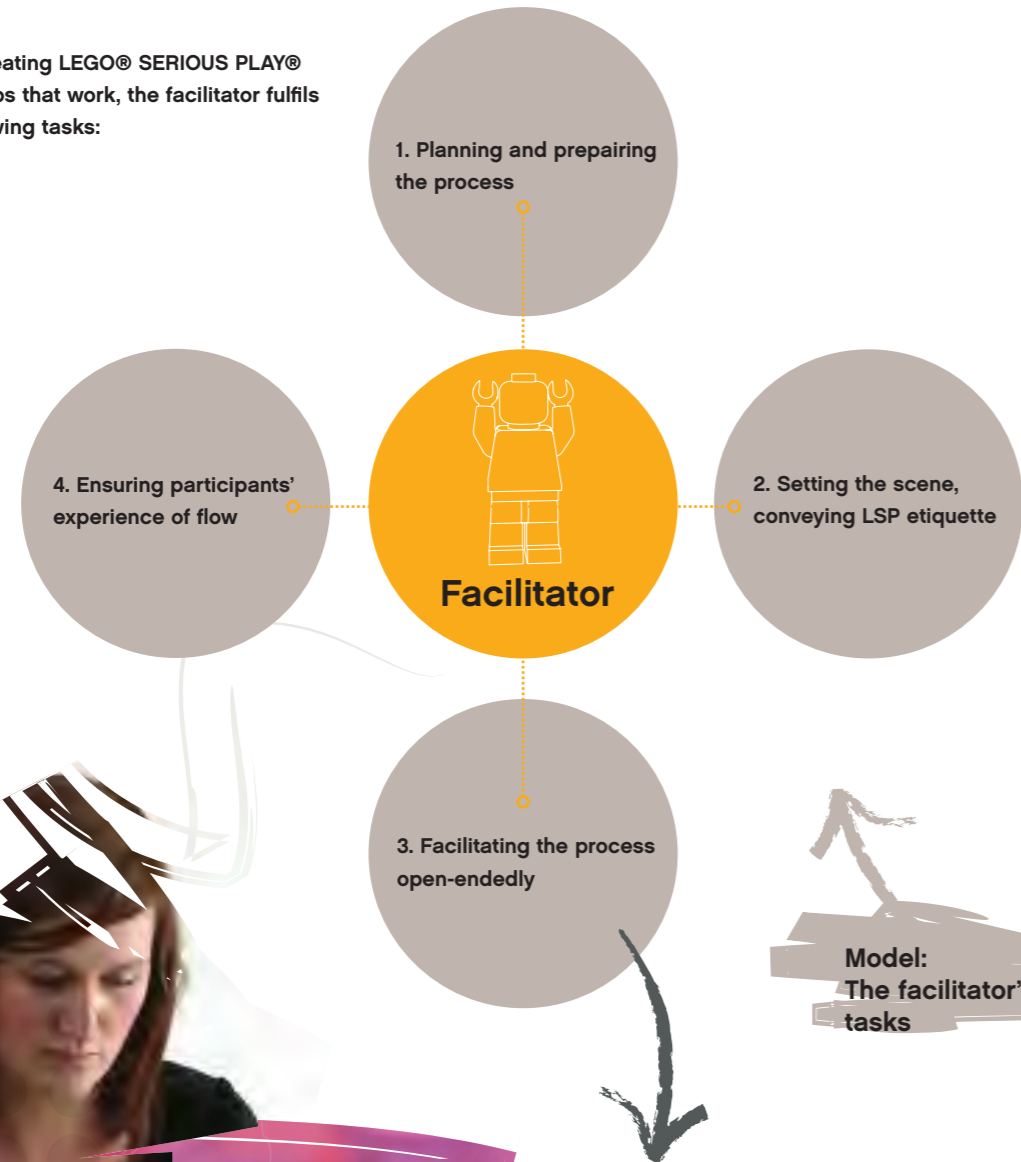 eating LEGO® SERIOUS PLAY®
os that work, the facilitator fulfils
ving tasks:
1. Planning and prepairing
the process
4. Ensuring participants'
experience of flow
Facilitator
2. Setting the scene,
conveying LSP etiquette
3. Facilitating the process
open-endedly
Model:
The facilitator'
tasks